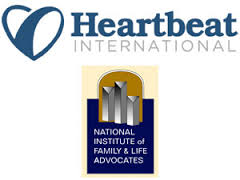 Heartbeat
INTERNATIONAL
NATIONAL
INSTITUTE of
FAMILY & LIFE
ADVOCATES